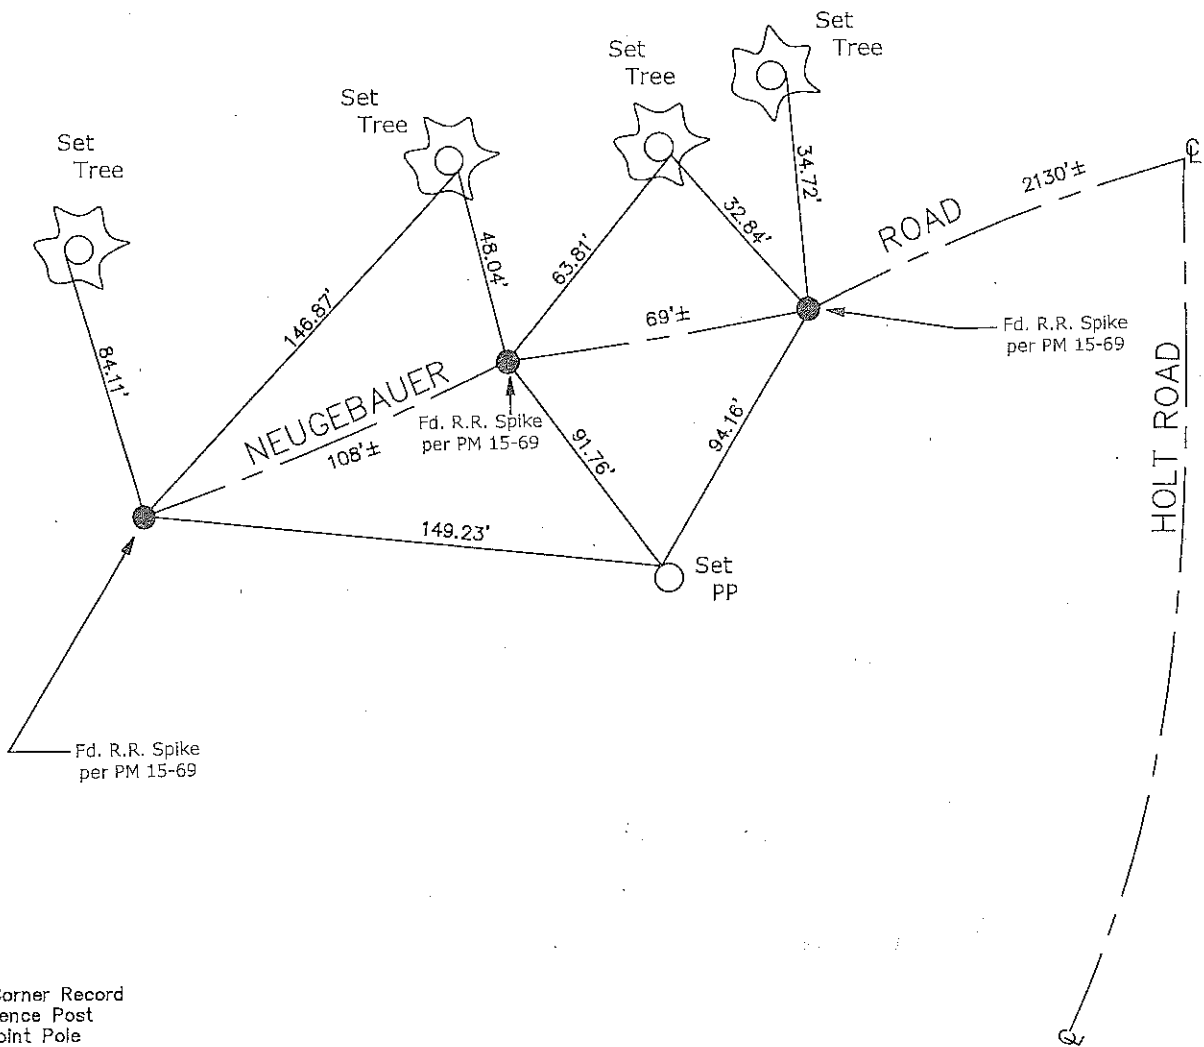 Set
Tree
Set
Tree
Set
Tree
Set
Tree
84.11'
146.87'
48.04'
63.81'
32.84'
34.72'
2130'±
℄
ROAD
69'±
Fd. R.R. Spike
per PM 15-69
HOLT ROAD
NEUGEBAUER
108'±
Fd. R.R. Spike
per PM 15-69
91.76'
94.16'
149.23'
Set
PP
Fd. R.R. Spike
per PM 15-69
Corner Record
ence Post
oint Pole
℄